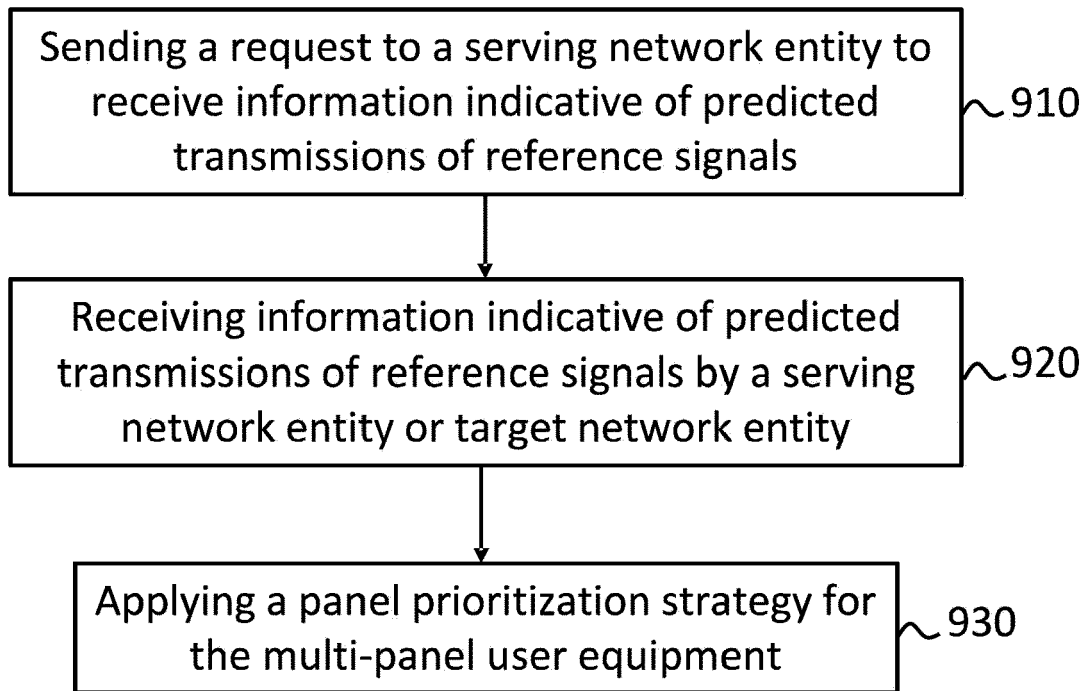 Sending a request to a serving network entity to
receive information indicative of predicted
transmissions of reference signals
910
Receiving information indicative of predicted
transmissions of reference signals by a serving
network entity or target network entity
920
Applying a panel prioritization strategy for
the multi-panel user equipment
930